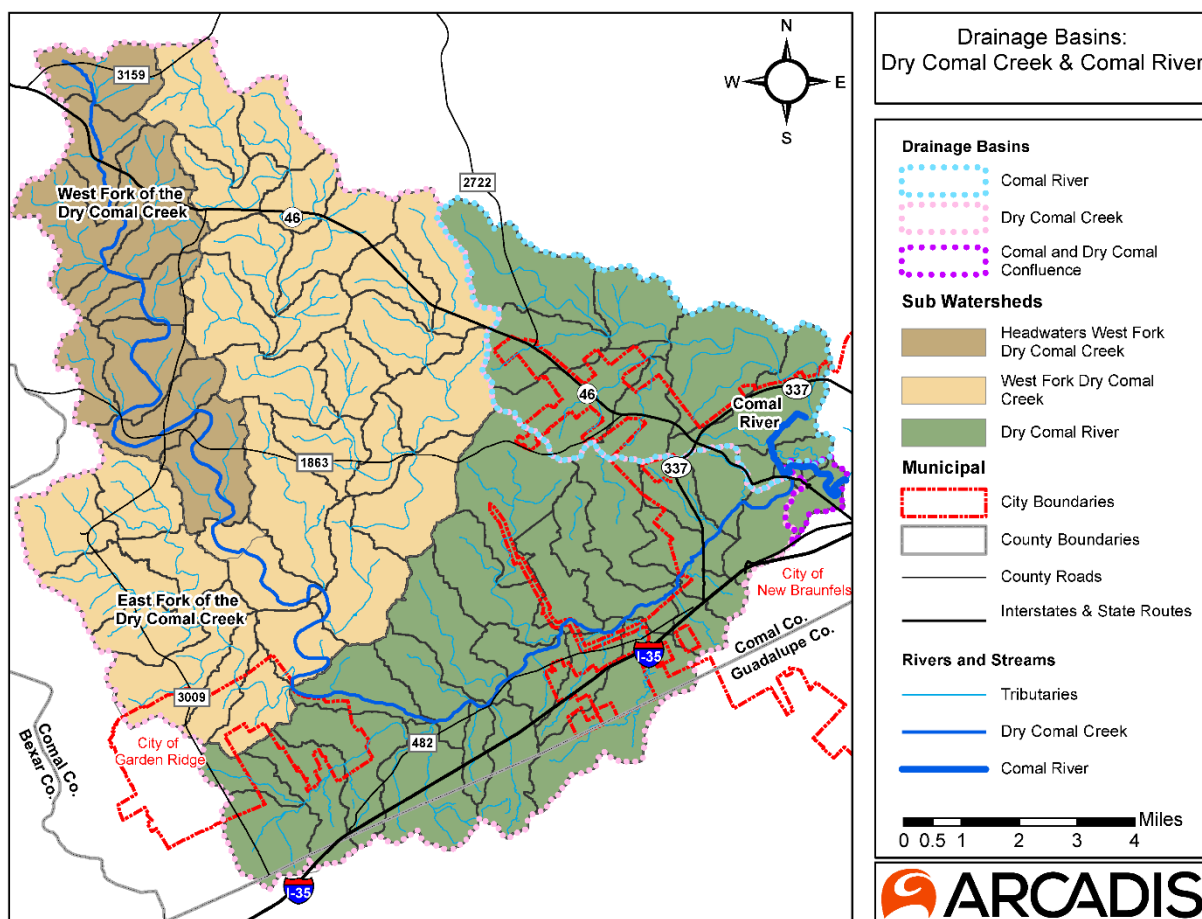 3159
West Fork of the
Dry Comal Creek
46
2722
N
W
E
S
46
337
Comal
River
1863
337
East Fork of the
Dry Comal Creek
City of
New Braunfels
Comal Co.
Guadalupe Co.
I-35
3009
482
City of
Garden Ridge
Comal Co.
Bexar Co.
I-35
Drainage Basins:
Dry Comal Creek & Comal River
Drainage Basins
Comal River
Dry Comal Creek
Comal and Dry Comal
Confluence
Sub Watersheds
Headwaters West Fork
Dry Comal Creek
West Fork Dry Comal
Creek
Dry Comal River
Municipal
City Boundaries
County Boundaries
County Roads
Interstates & State Routes
Rivers and Streams
Tributaries
Dry Comal Creek
Comal River
Miles
0 0.5 1 2 3 4
ARCADIS